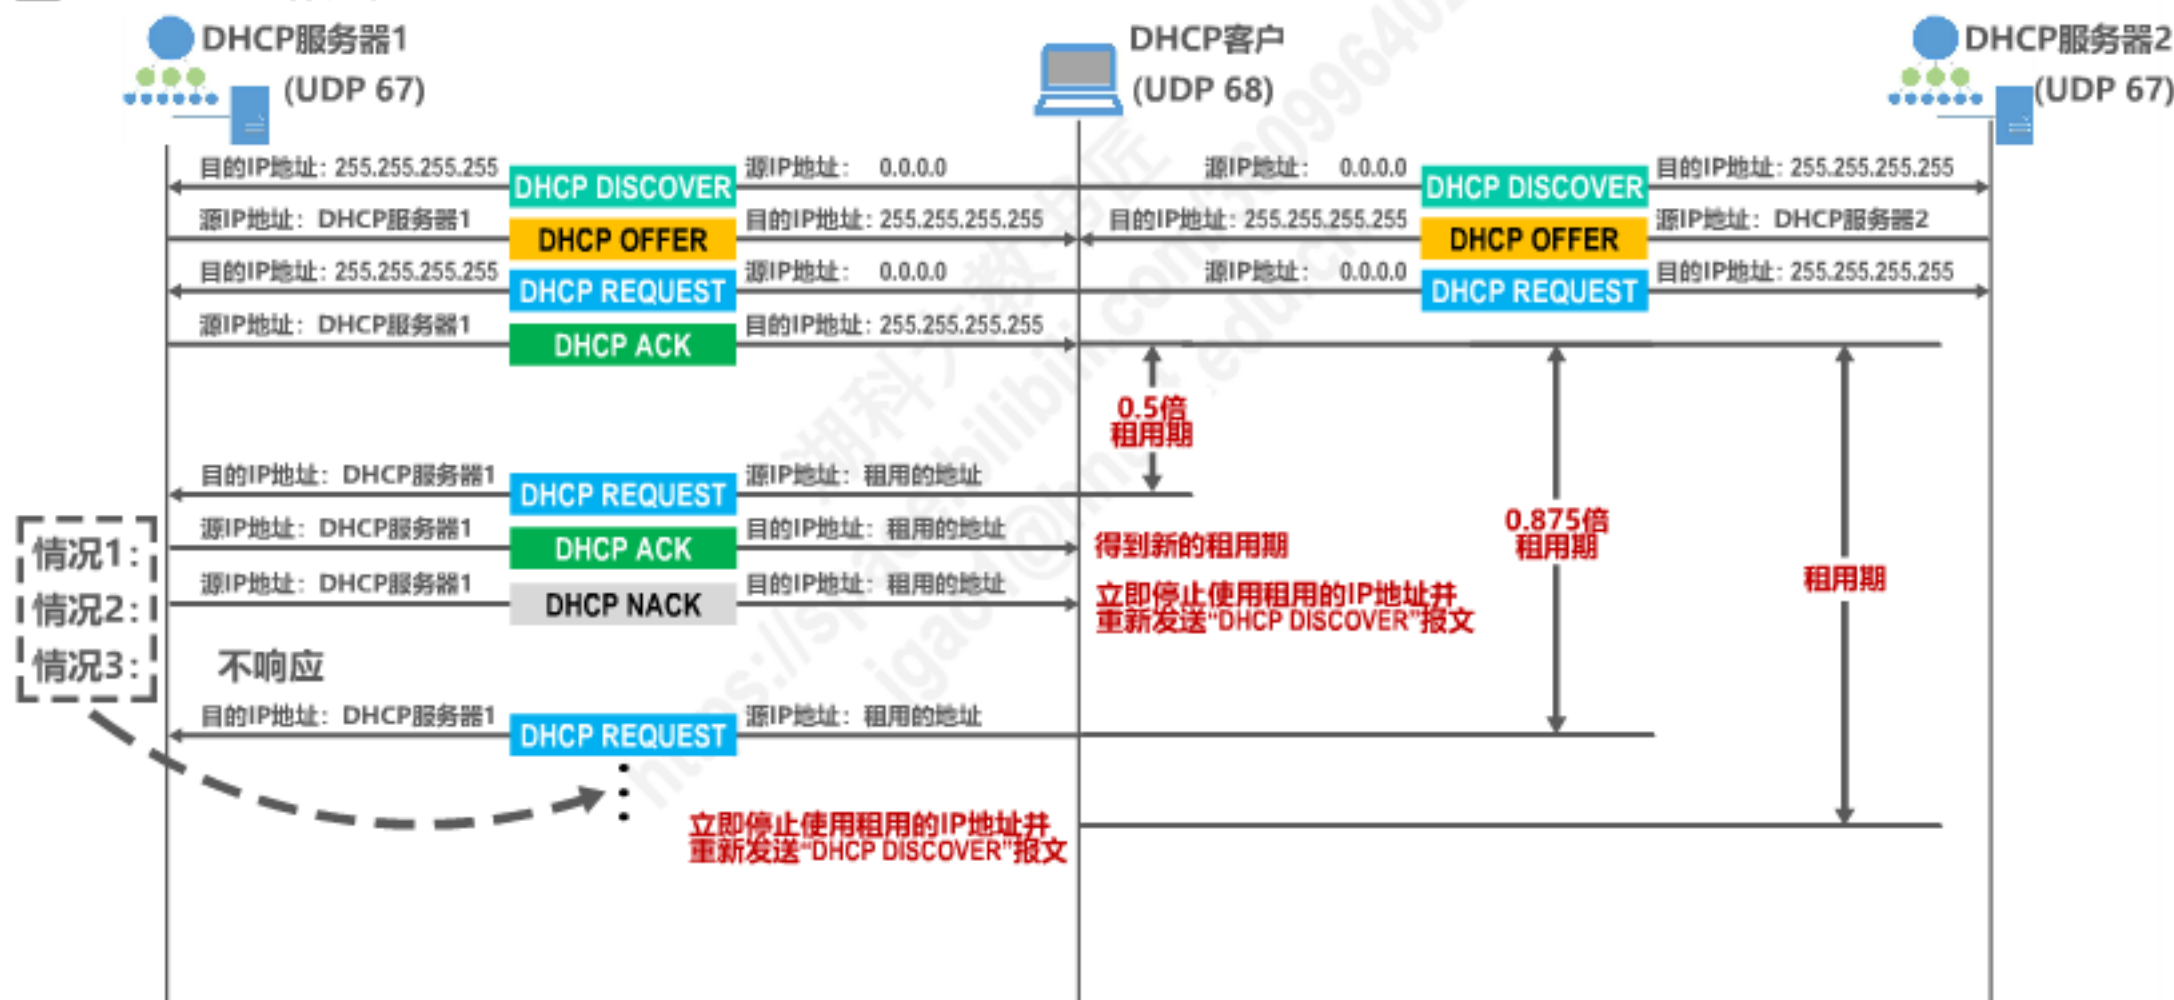 DHCP服务器1
(UDP 67)
DHCP客户
(UDP 68)
DHCP服务器2
(UDP 67)
目的IP地址: 255.255.255.255 DHCP DISCOVER 源IP地址: 0.0.0.0 源IP地址: 0.0.0.0 DHCP DISCOVER 目的IP地址: 255.255.255.255
源IP地址: DHCP服务器1 DHCP OFFER 目的IP地址: 255.255.255.255 目的IP地址: 255.255.255.255 DHCP OFFER 源IP地址: DHCP服务器2
目的IP地址: 255.255.255.255 DHCP REQUEST 源IP地址: 0.0.0.0 源IP地址: 0.0.0.0 DHCP REQUEST 目的IP地址: 255.255.255.255
源IP地址: DHCP服务器1 DHCP ACK 目的IP地址: 255.255.255.255
0.5倍
租用期
目的IP地址: DHCP服务器1 DHCP REQUEST 源IP地址: 租用的地址
0.875倍
租用期
情况1: 源IP地址: DHCP服务器1 DHCP ACK 目的IP地址: 租用的地址 得到新的租用期
租用期
情况2: 源IP地址: DHCP服务器1 DHCP NACK 目的IP地址: 租用的地址
立即停止使用租用的IP地址并
重新发送“DHCP DISCOVER”报文
情况3: 不响应
目的IP地址: DHCP服务器1 DHCP REQUEST 源IP地址: 租用的地址
立即停止使用租用的IP地址并
重新发送“DHCP DISCOVER”报文